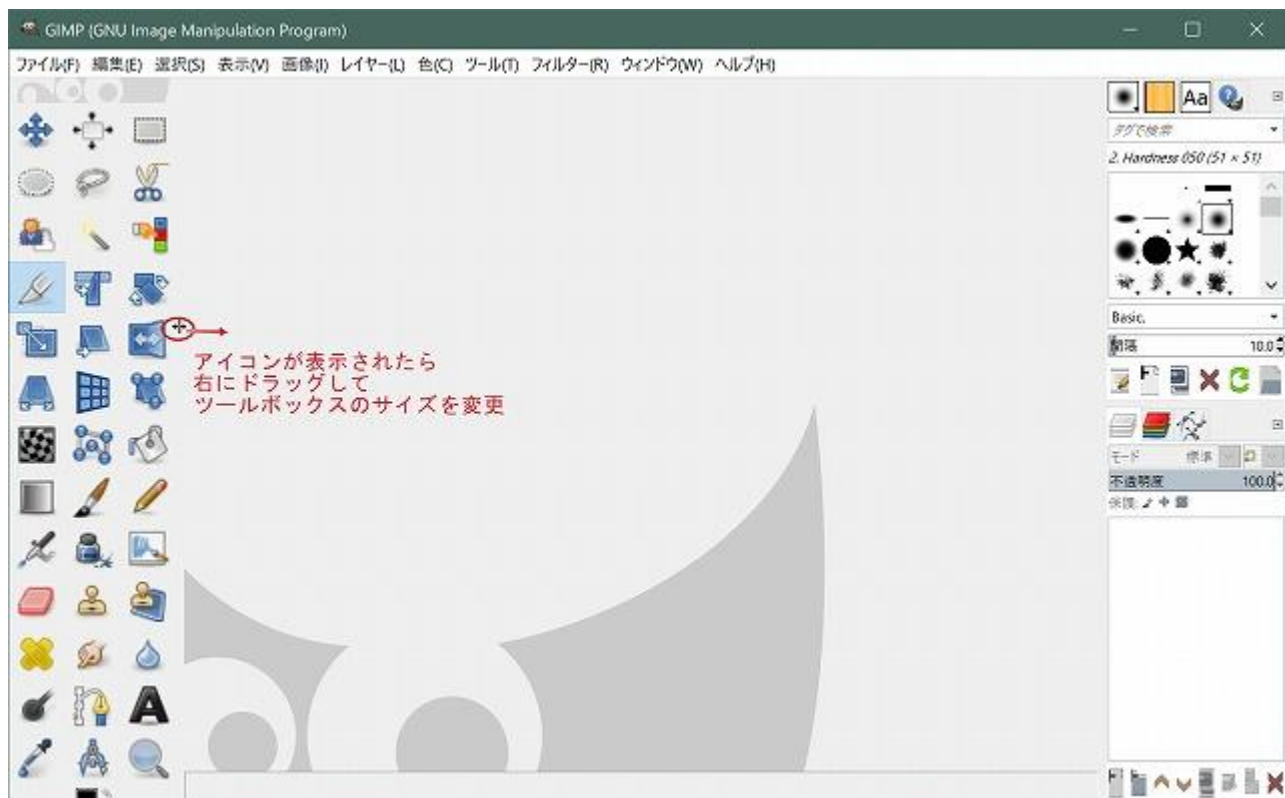 GIMP (GNU Image Manipulation Program)
ファイル(F) 編集(E) 選択(S) 表示(V) 画像(I) レイヤー(L) 色(C) ツール(T) フィルター(R) ウィンドウ(W) ヘルプ(H)
Aa
タグで検索
2. Hardness 050 (51 × 51)
Basic,
間隔 10.0
アイコンが表示されたら
右にドラッグして
ツールボックスのサイズを変更
モード 標準
不透明度 100.0
保護: